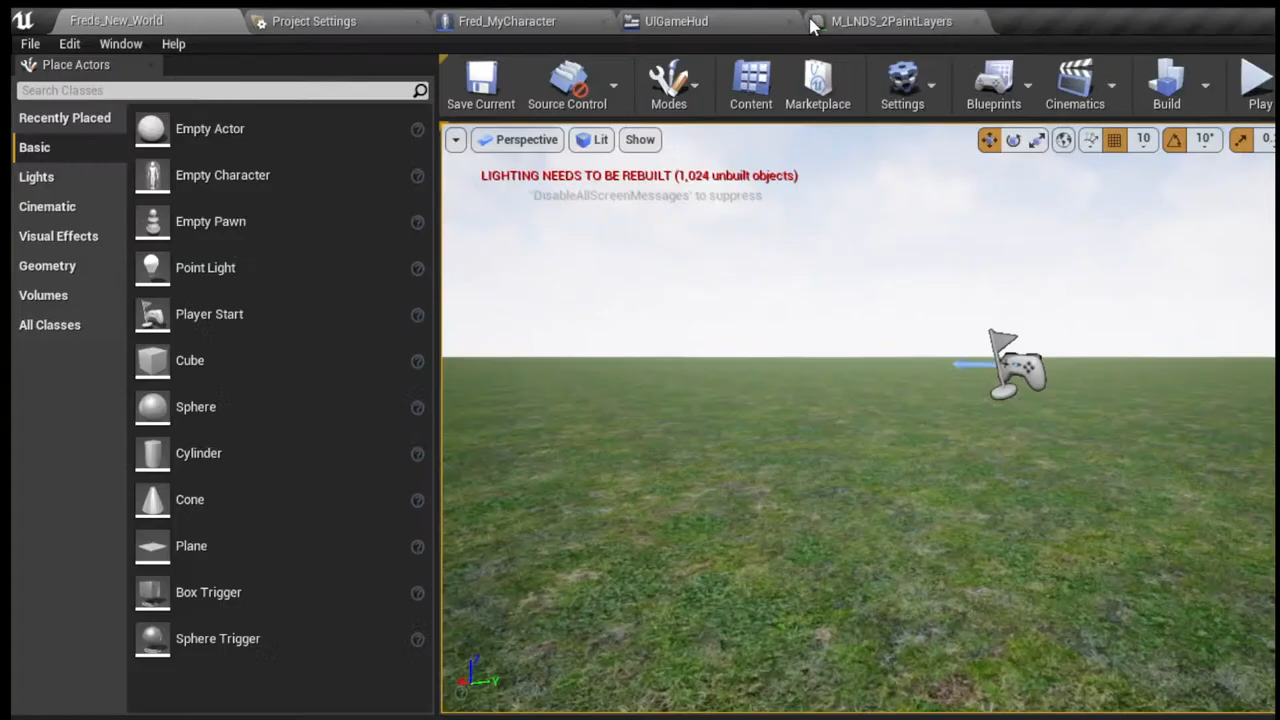 Freds_New_World
Project Settings
Fred_MyCharacter
UIGameHud
M_LNDS_2PaintLayers
File
Edit
Window
Help
Place Actors
Search Classes
Recently Placed
Basic
Lights
Cinematic
Visual Effects
Geometry
Volumes
All Classes
Empty Actor
Empty Character
Empty Pawn
Point Light
Player Start
Cube
Sphere
Cylinder
Cone
Plane
Box Trigger
Sphere Trigger
Save Current
Source Control
Modes
Content
Marketplace
Settings
Blueprints
Cinematics
Build
Play
Perspective
Lit
Show
10
10°
LIGHTING NEEDS TO BE REBUILT (1,024 unbuilt objects)
'DisableAllScreenMessages' to suppress
Y